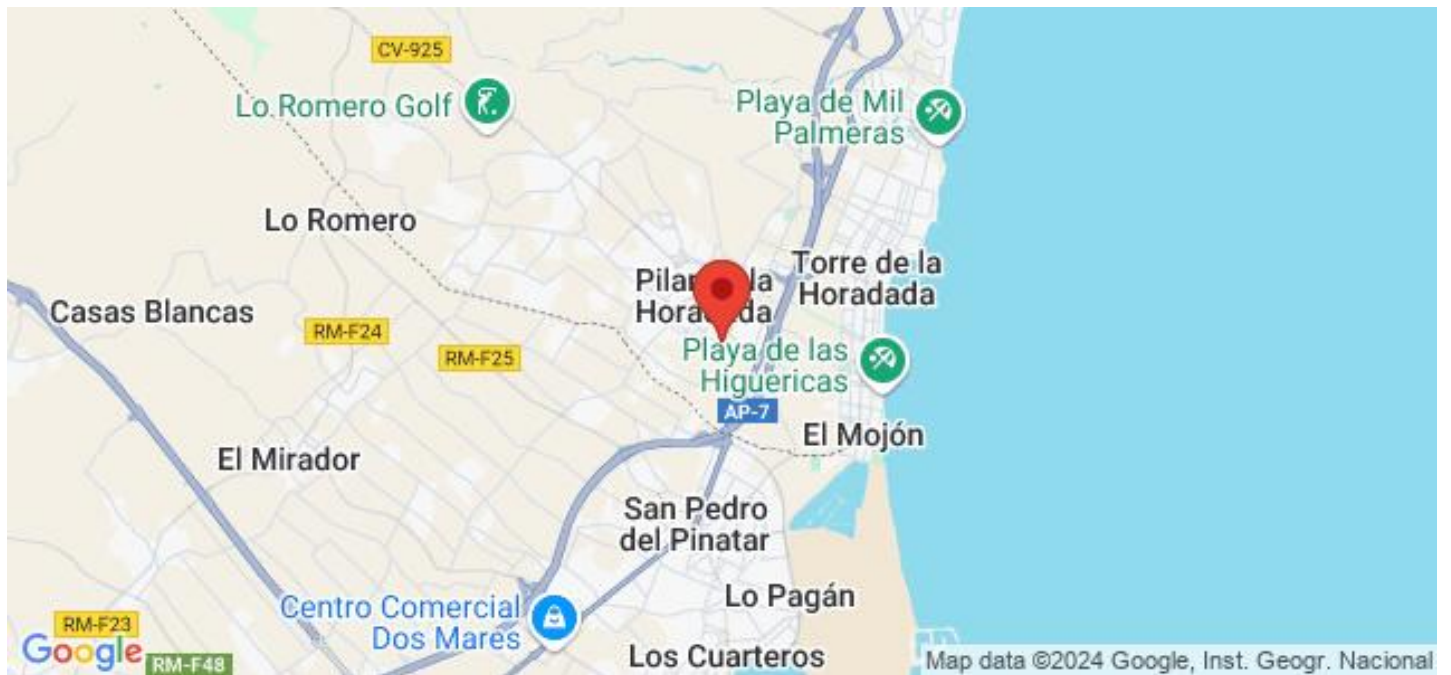 CV-925
Lo Romero Golf
Playa de Mil
Palmeras
Lo Romero
Torre de la
Horadada
Casas Blancas
RM-F24
RM-F25
Playa de las
Higuericas
AP-7
El Mojón
El Mirador
San Pedro
del Pinatar
Centro Comercial
Dos Mares
Lo Pagán
RM-F23
Google
RM-F48
Los Cuarteros
Map data ©2024 Google, Inst. Geogr. Nacional